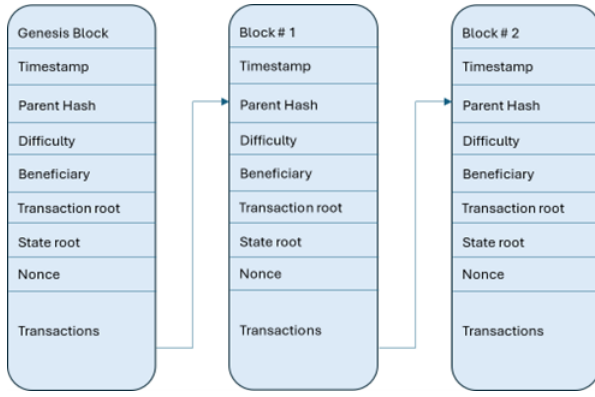 Genesis Block
Timestamp
Parent Hash
Difficulty
Beneficiary
Transaction root
State root
Nonce
Transactions
Block # 1
Timestamp
Parent Hash
Difficulty
Beneficiary
Transaction root
State root
Nonce
Transactions
Block # 2
Timestamp
Parent Hash
Difficulty
Beneficiary
Transaction root
State root
Nonce
Transactions